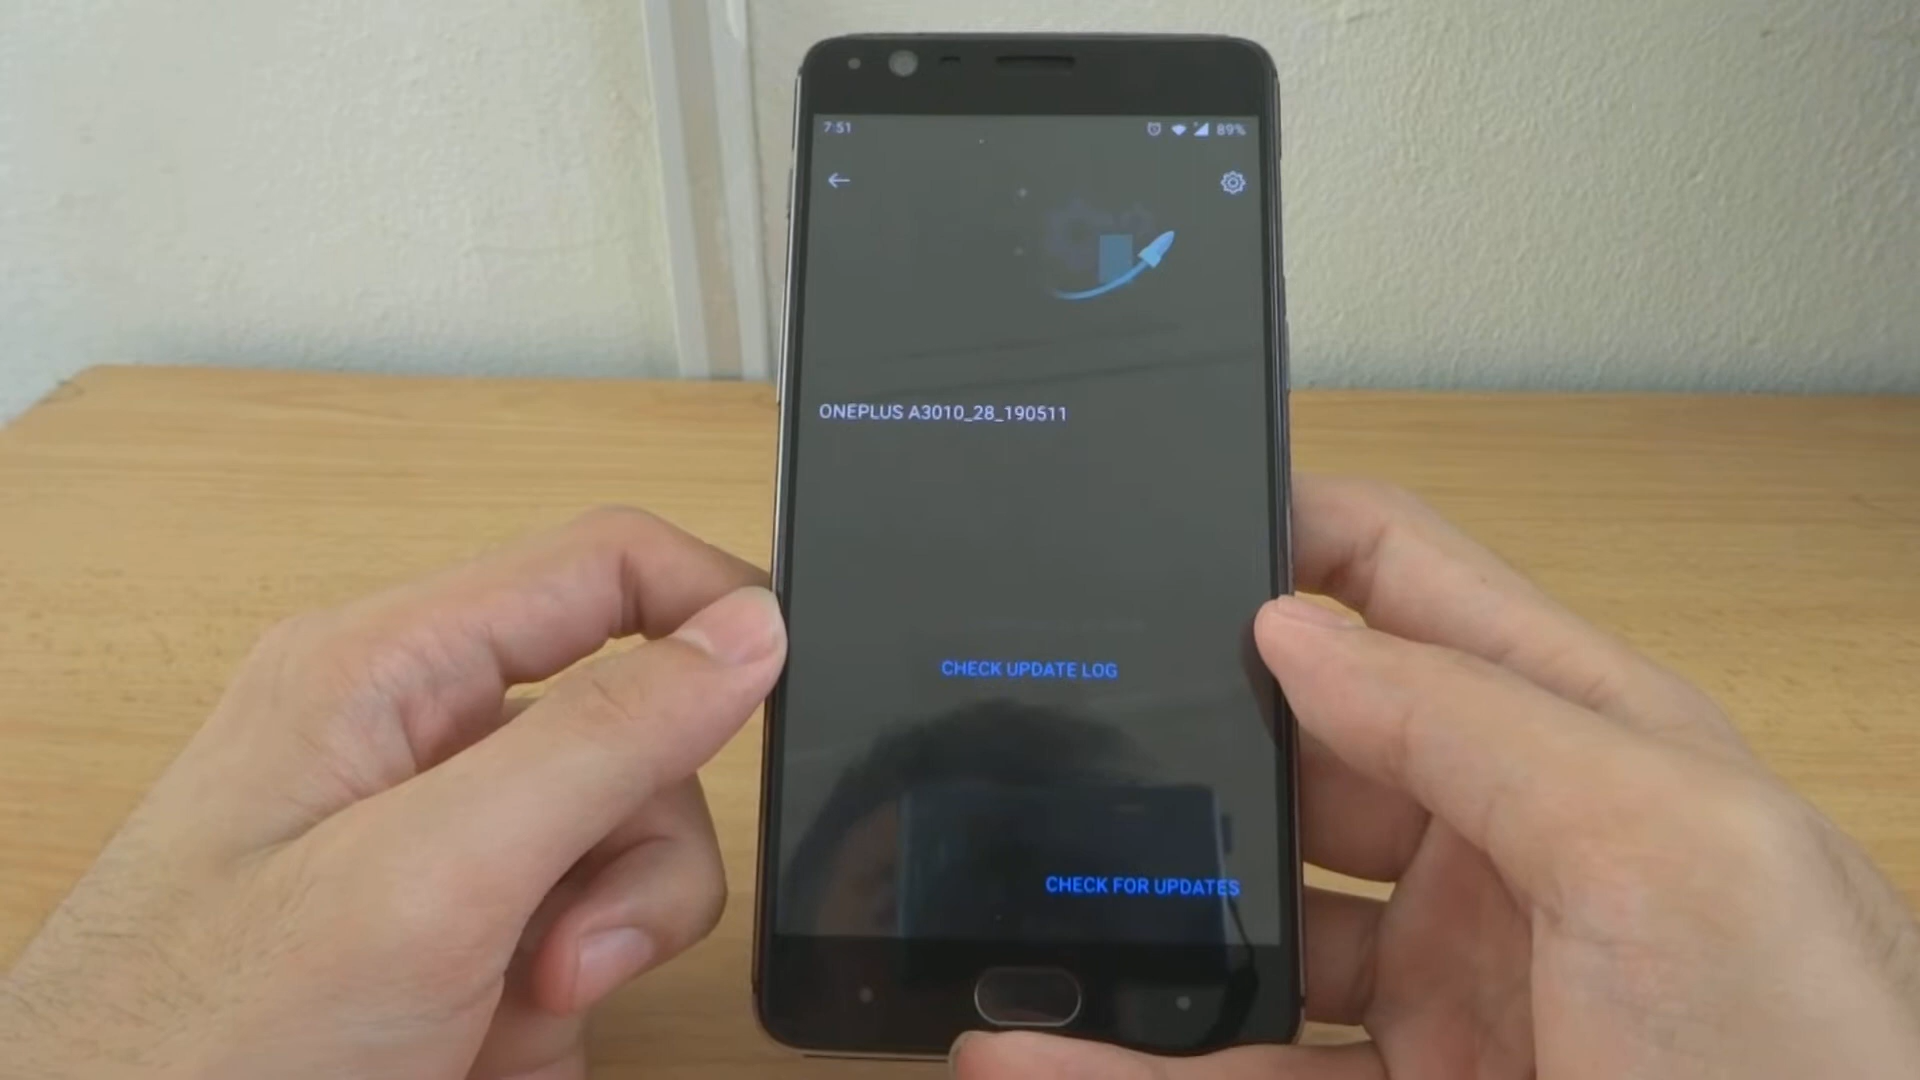 7:51
89%
ONEPLUS A3010_28_190511
CHECK UPDATE LOG
CHECK FOR UPDATES